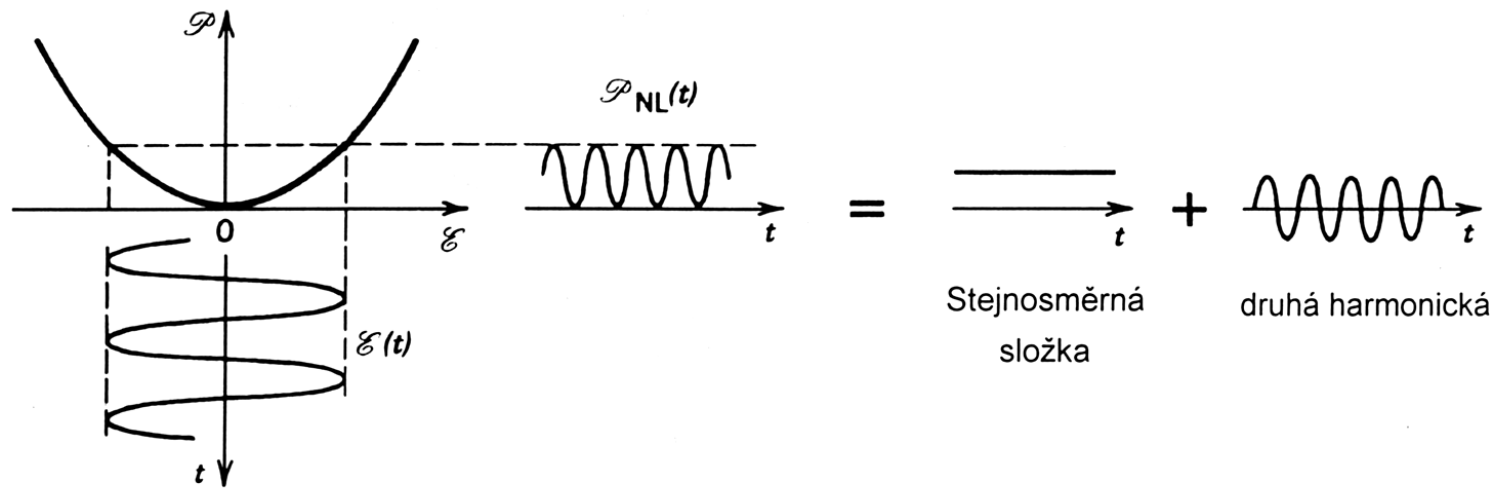 𝒫
0
ℰ
ℰ(t)
t
𝒫NL(t)
t
=
t
Stejnosměrná
složka
+
t
druhá harmonická